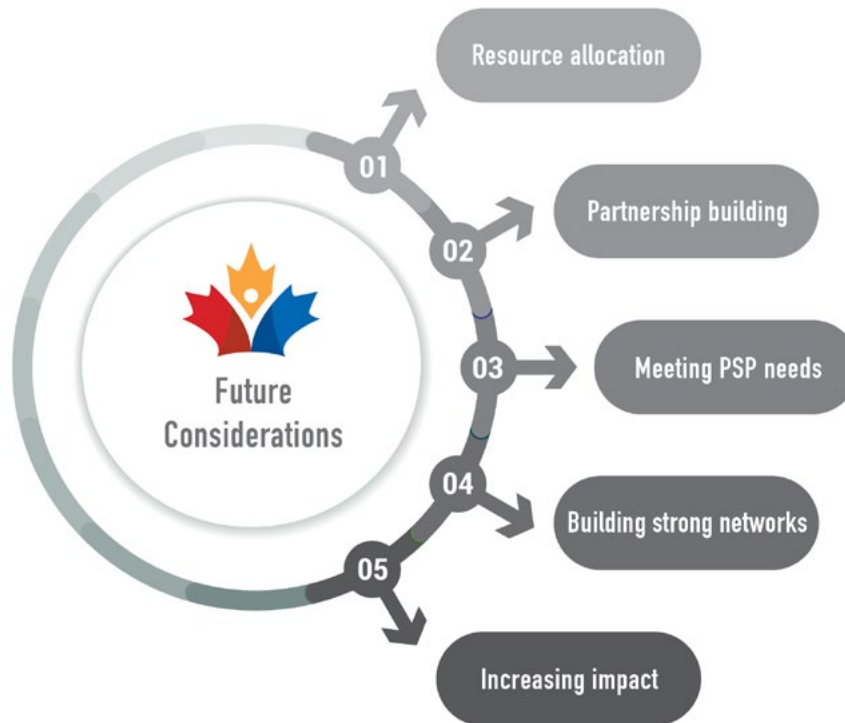 Resource allocation
01
Partnership building
02
Meeting PSP needs
03
Future
Considerations
Building strong networks
04
Increasing impact
05